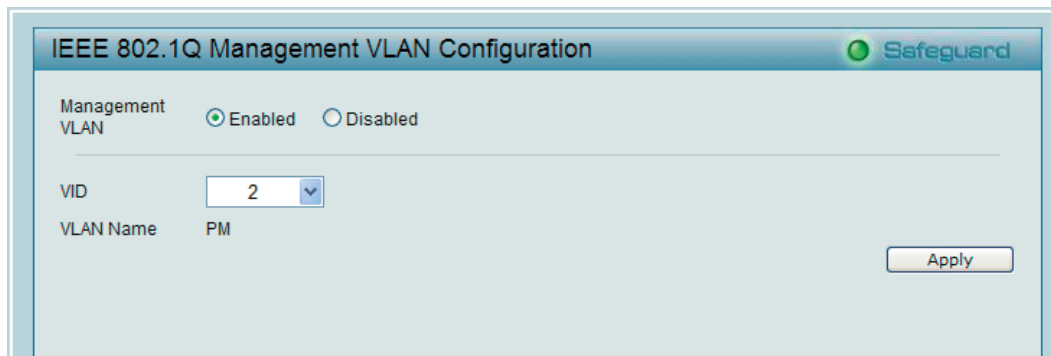 IEEE 802.1Q Management VLAN Configuration
Safeguard
Management
VLAN
Enabled
Disabled
VID
2
VLAN Name
PM
Apply